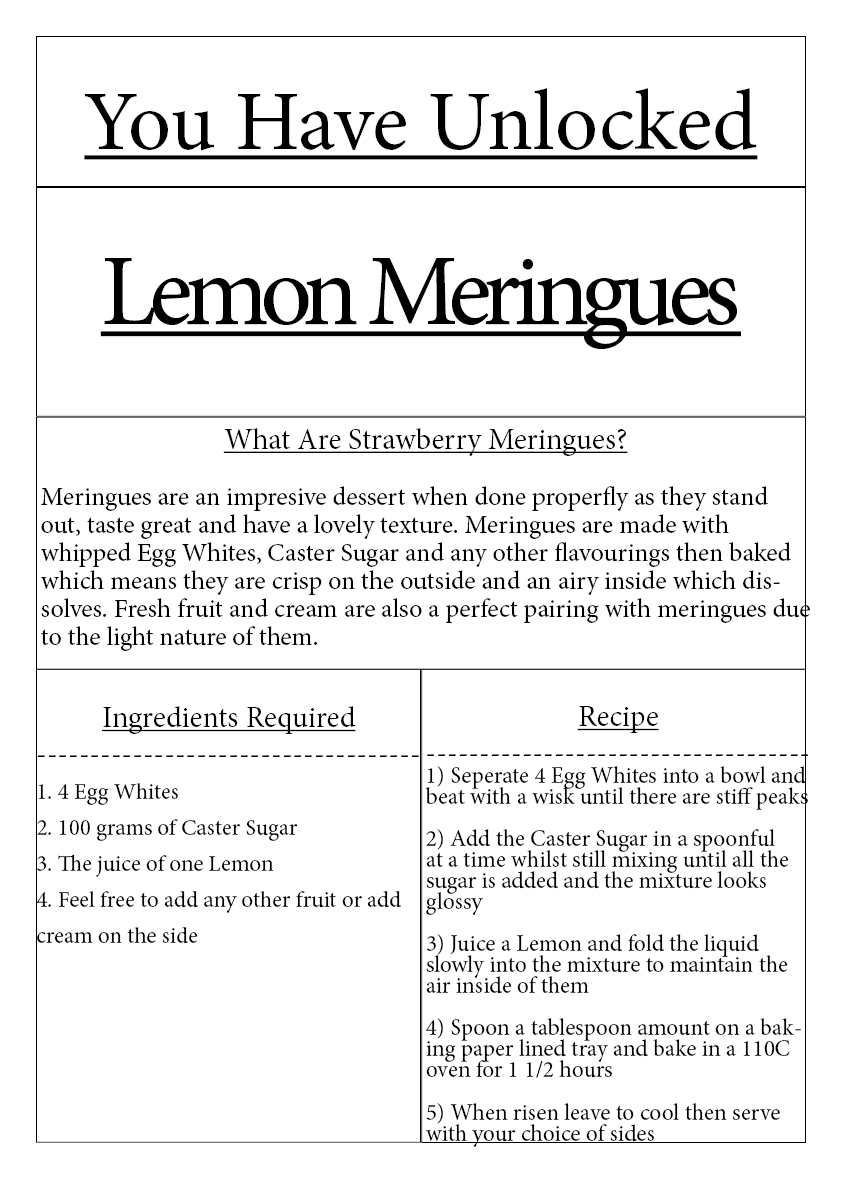 You Have Unlocked
Lemon Meringues
What Are Strawberry Meringues?
Meringues are an impresive dessert when done properfly as they stand
out, taste great and have a lovely texture. Meringues are made with
whipped Egg Whites, Caster Sugar and any other flavourings then baked
which means they are crisp on the outside and an airy inside which dis-
solves. Fresh fruit and cream are also a perfect pairing with meringues due
to the light nature of them.
Ingredients Required
1. 4 Egg Whites
2. 100 grams of Caster Sugar
3. The juice of one Lemon
4. Feel free to add any other fruit or add
cream on the side
Recipe
1) Seperate 4 Egg Whites into a bowl and
beat with a wisk until there are stiff peaks
2) Add the Caster Sugar in a spoonful
at a time whilst still mixing until all the
sugar is added and the mixture looks
glossy
3) Juice a Lemon and fold the liquid
slowly into the mixture to maintain the
air inside of them
4) Spoon a tablespoon amount on a bak-
ing paper lined tray and bake in a 110C
oven for 1 1/2 hours
5) When risen leave to cool then serve
with your choice of sides